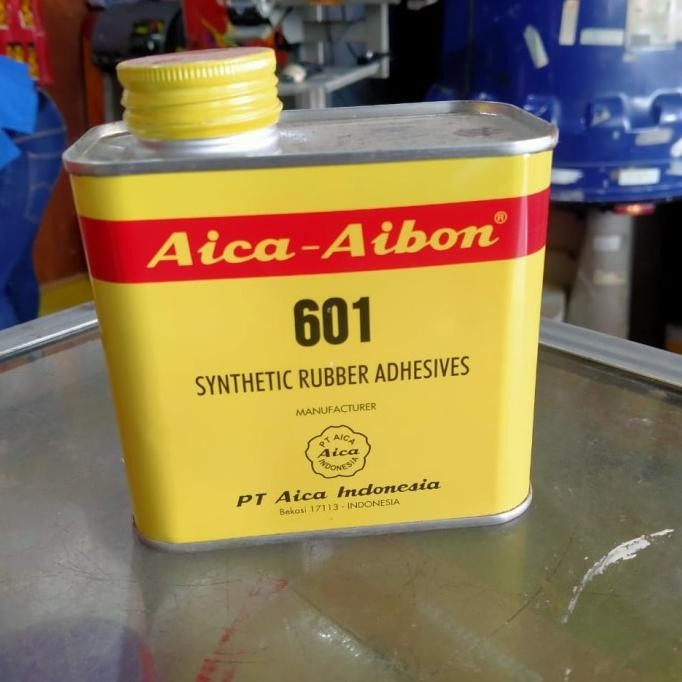 Aica-Aibon®
601
SYNTHETIC RUBBER ADHESIVES
MANUFACTURER
PT AICA
Aica
INDONESIA
PT Aica Indonesia
Bekasi 17113 - INDONESIA